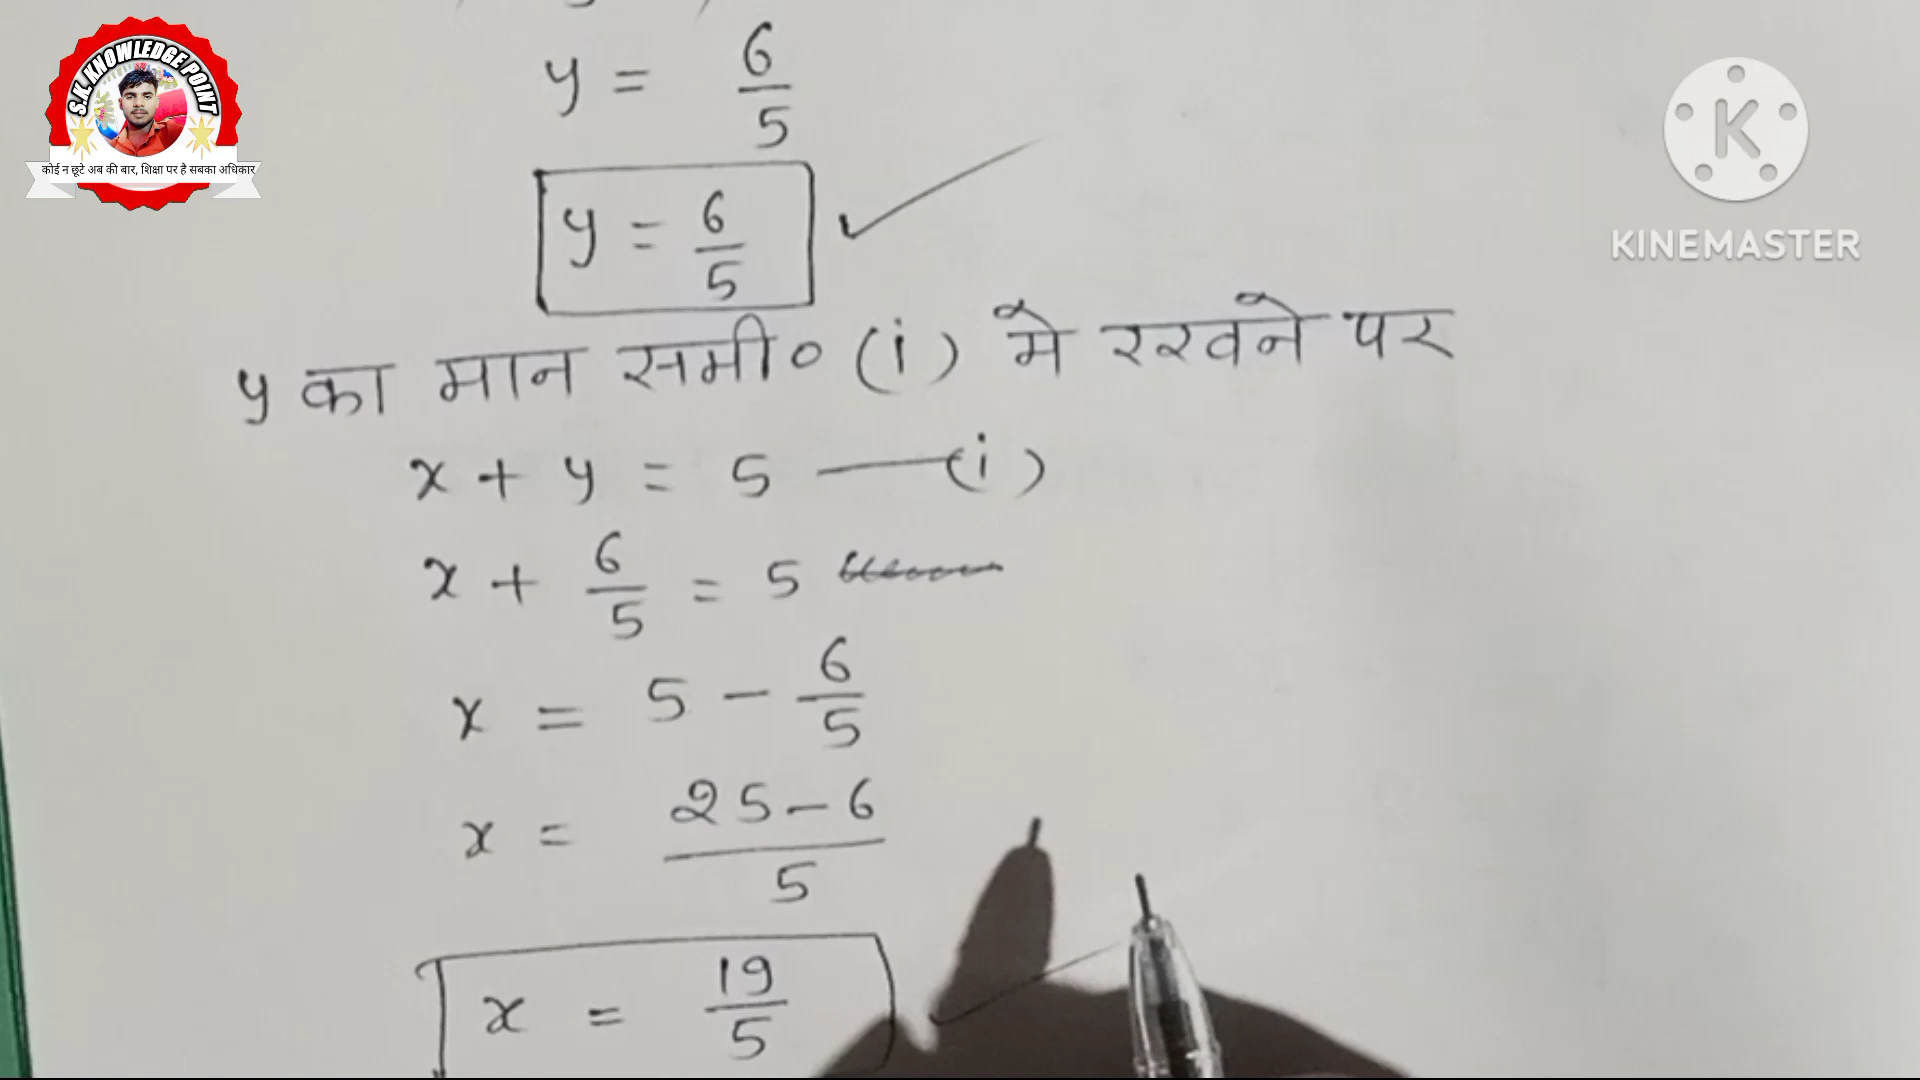 S.K. KNOWLEDGE POINT
कोई न छूटे अब की बार, शिक्षा पर है सबका अधिकार
KINEMASTER
y = 6/5
y = 6/5
y का मान समी० (i) मे रखने पर
x + y = 5 —(i)
x + 6/5 = 5
x = 5 - 6/5
x = 25-6/5
x = 19/5